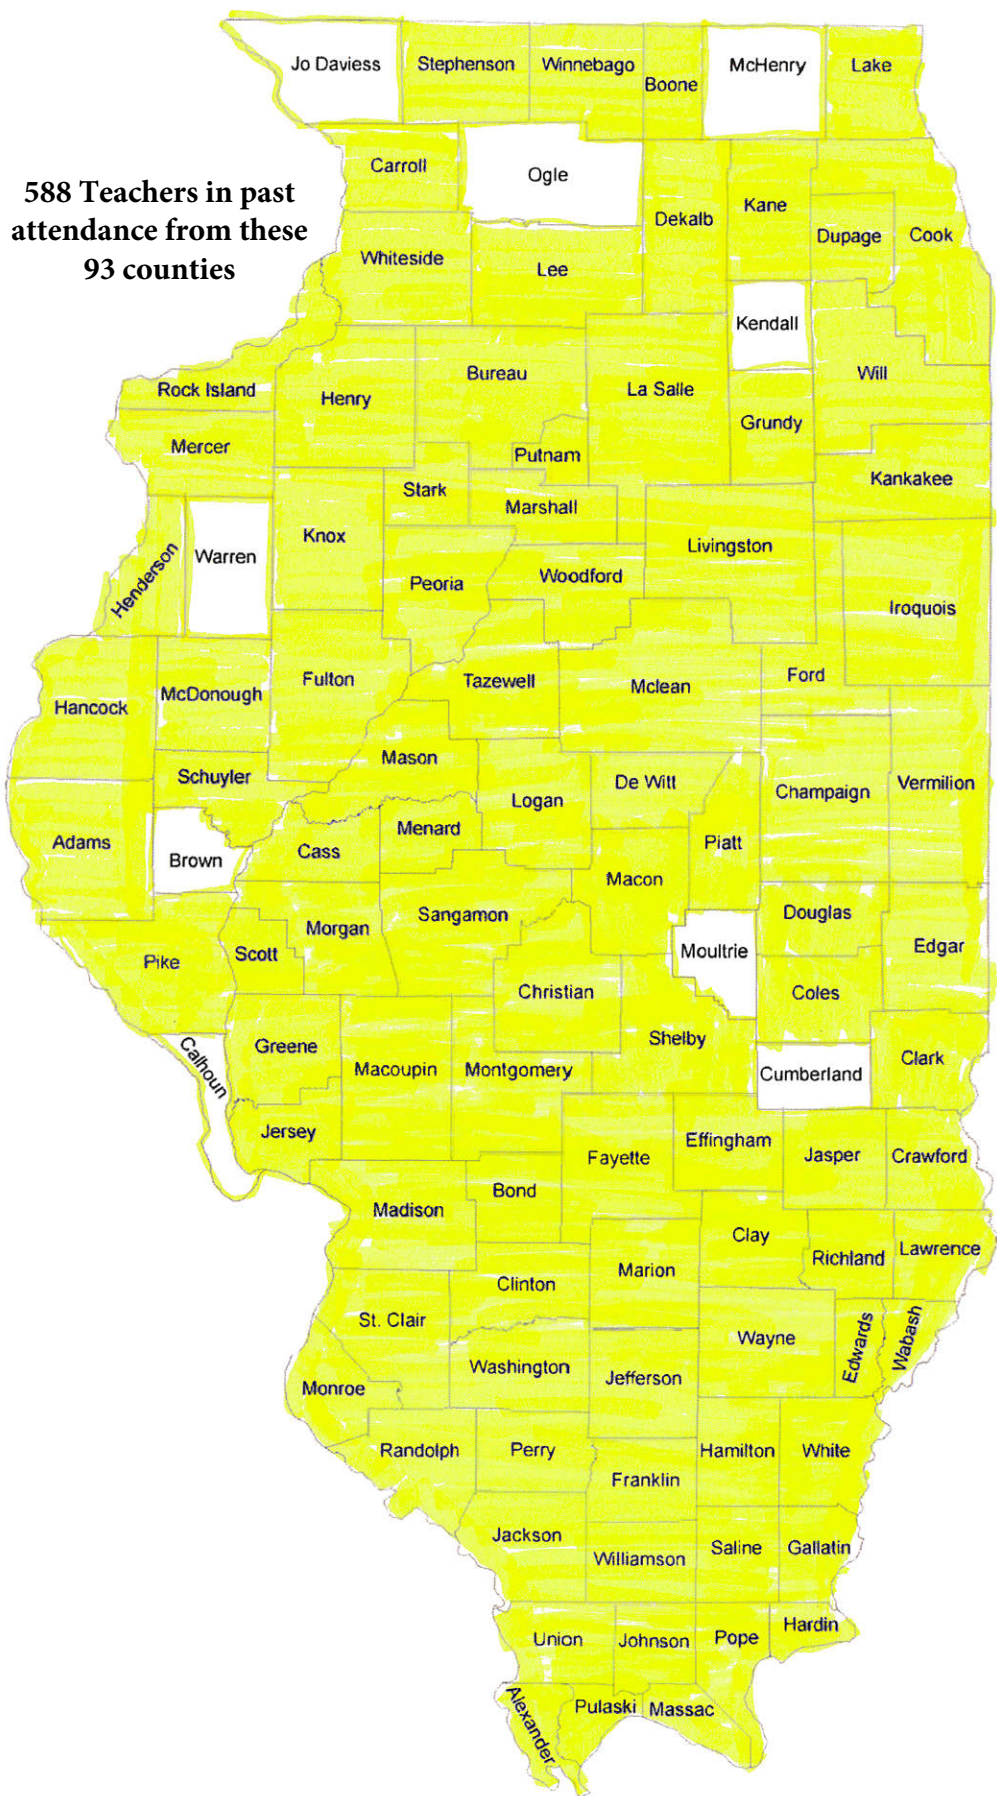 Jo Daviess
Stephenson
Winnebago
Boone
McHenry
Lake
588 Teachers in past
attendance from these
93 counties
Carroll
Ogle
Dekalb
Kane
Dupage
Cook
Whiteside
Lee
Kendall
Rock Island
Henry
Bureau
La Salle
Will
Grundy
Mercer
Putnam
Kankakee
Stark
Marshall
Henderson
Warren
Knox
Peoria
Woodford
Livingston
Iroquois
Hancock
McDonough
Fulton
Tazewell
Mclean
Ford
Schuyler
Mason
Logan
De Witt
Champaign
Vermilion
Adams
Brown
Cass
Menard
Piatt
Macon
Pike
Scott
Morgan
Sangamon
Moultrie
Douglas
Edgar
Christian
Coles
Calhoun
Greene
Macoupin
Montgomery
Shelby
Cumberland
Clark
Jersey
Fayette
Effingham
Jasper
Crawford
Madison
Bond
Clay
Richland
Lawrence
Clinton
Marion
St. Clair
Wayne
Edwards
Wabash
Monroe
Washington
Jefferson
Randolph
Perry
Franklin
Hamilton
White
Jackson
Williamson
Saline
Gallatin
Union
Johnson
Pope
Hardin
Alexander
Pulaski
Massac